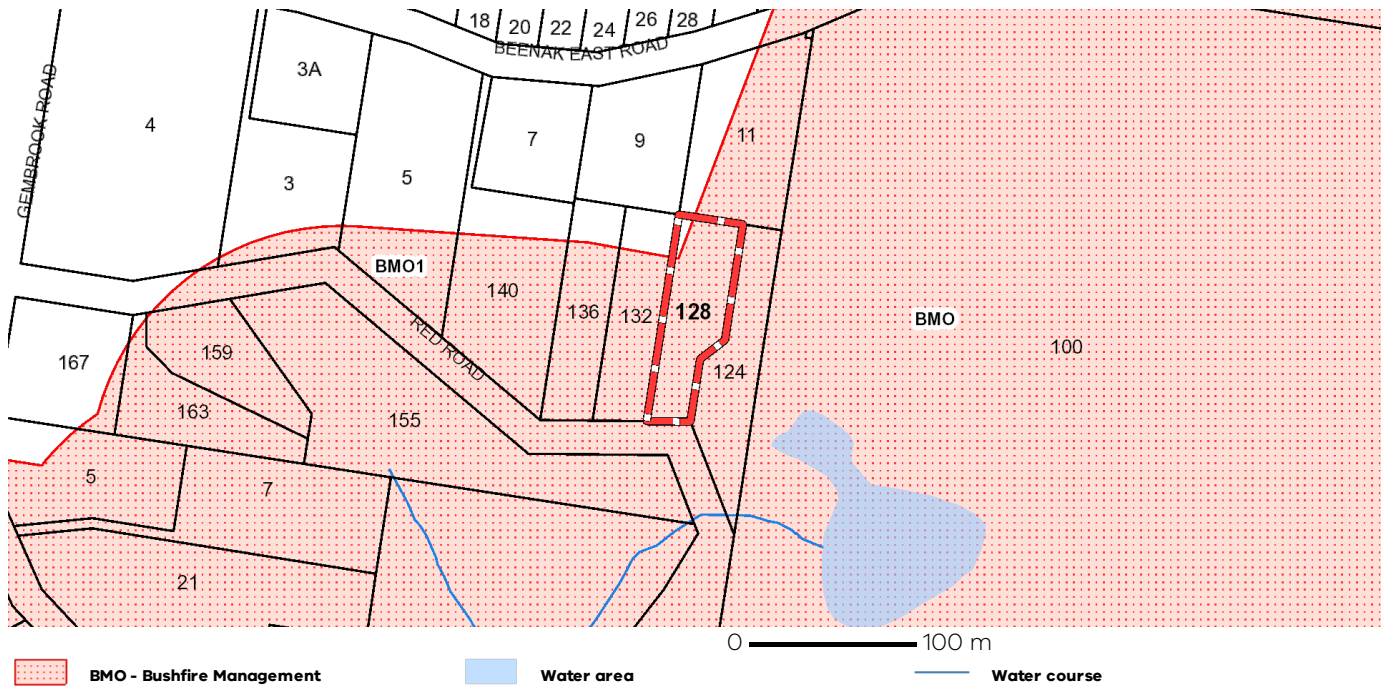 18 20 22 24 26 28
BEENAK EAST ROAD
GEMBROOK ROAD
3A
4
7
9
11
3
5
BMO1
140
136
132
128
RED ROAD
BMO
100
167
159
124
163
155
5
7
21
0 100 m
BMO - Bushfire Management
Water area
Water course